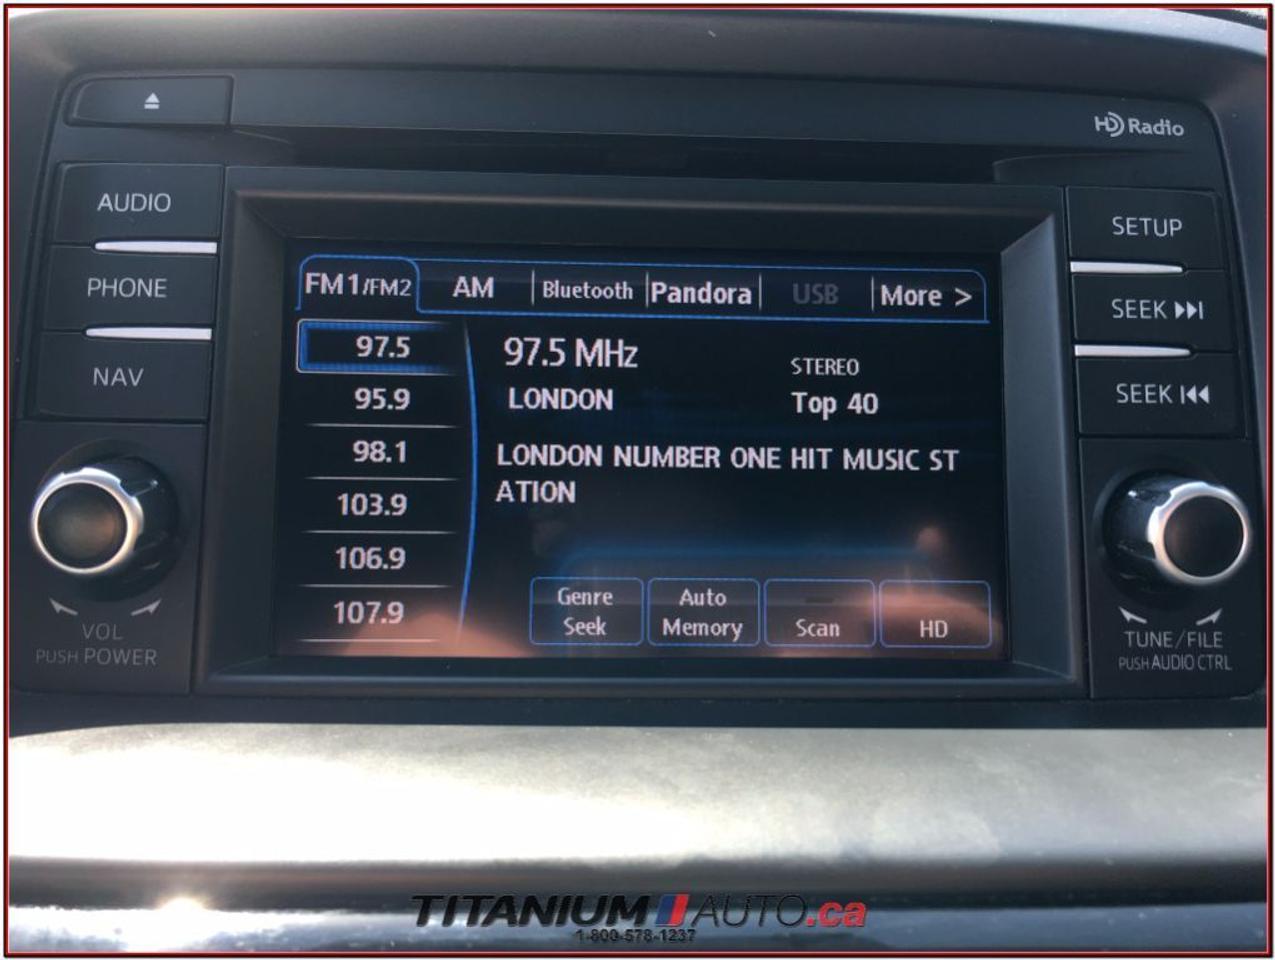 HD Radio
AUDIO
PHONE
NAV
VOL
PUSH POWER
FM1/FM2
AM
Bluetooth
Pandora
USB
More >
97.5
95.9
98.1
103.9
106.9
107.9
97.5 MHz
STEREO
LONDON
Top 40
LONDON NUMBER ONE HIT MUSIC ST
ATION
Genre
Seek
Auto
Memory
Scan
HD
SETUP
SEEK
SEEK
TUNE/FILE
PUSH AUDIO CTRL
TITANIUM AUTO.ca
1-800-578-1237